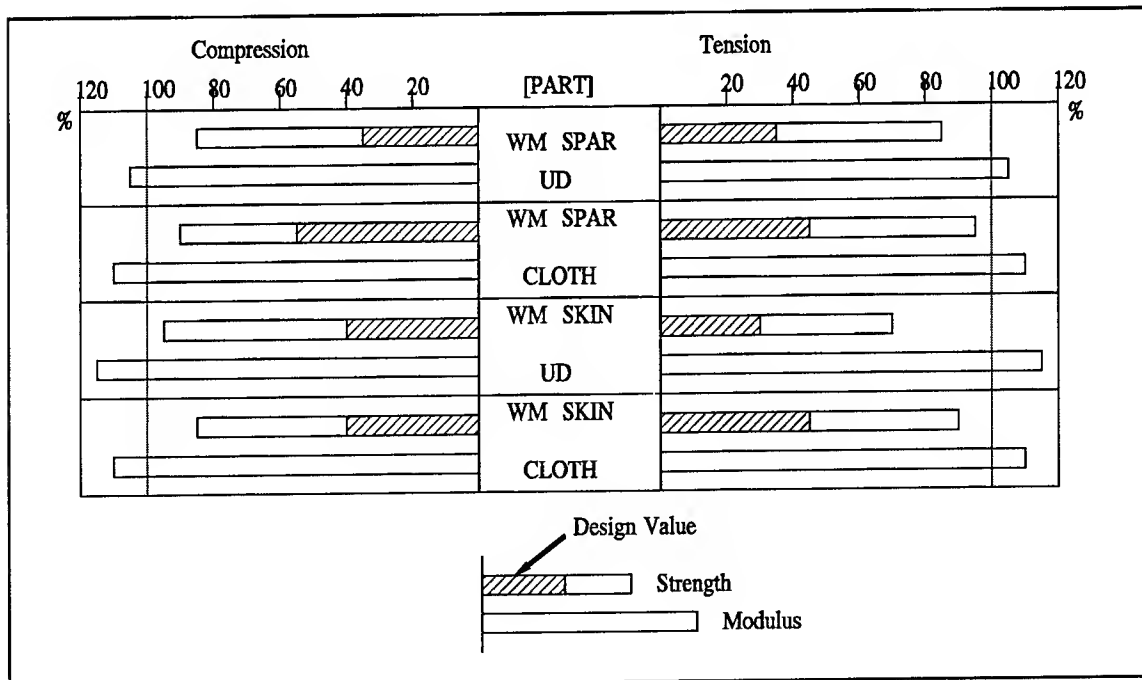 Compression Tension
120 100 80 60 40 20 [PART] 20 40 60 80 100 120
% %
WM SPAR
UD
WM SPAR
CLOTH
WM SKIN
UD
WM SKIN
CLOTH
Design Value
Strength
Modulus